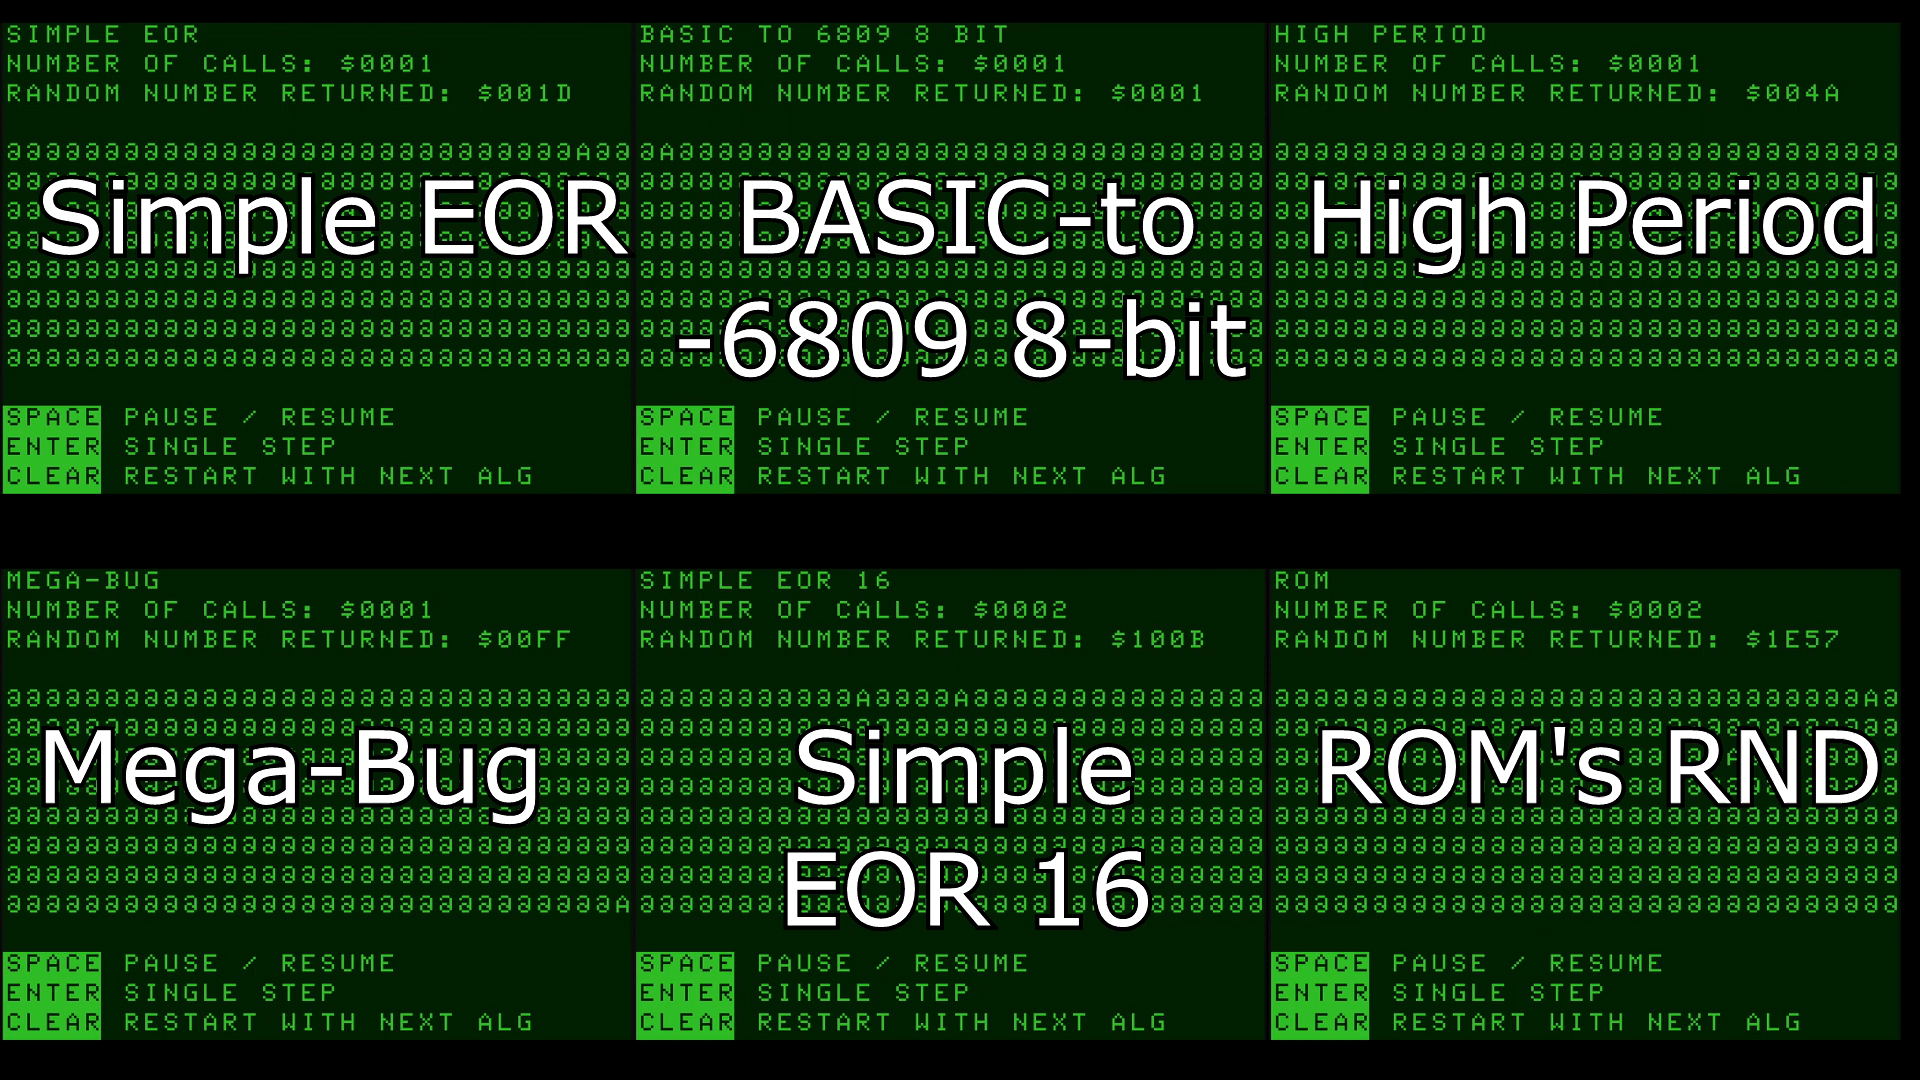 SIMPLE EOR
NUMBER OF CALLS: $0001
RANDOM NUMBER RETURNED: $001D
@@@@@@@@@@@@@@@@@@@@@@@@@@@@@A@@
Simple EOR
@@@@@@@@@@@@@@@@@@@@@@@@@@@@@@@@
SPACE PAUSE / RESUME
ENTER SINGLE STEP
CLEAR RESTART WITH NEXT ALG
BASIC TO 6809 8 BIT
NUMBER OF CALLS: $0001
RANDOM NUMBER RETURNED: $0001
@A@@@@@@@@@@@@@@@@@@@@@@@@@@@@@@
BASIC-to
-6809 8-bit
SPACE PAUSE / RESUME
ENTER SINGLE STEP
CLEAR RESTART WITH NEXT ALG
HIGH PERIOD
NUMBER OF CALLS: $0001
RANDOM NUMBER RETURNED: $004A
@@@@@@@@@@@@@@@@@@@@@@@@@@@@@@@@
High Period
@@@@@@@@@@@@@@@@@@@@@@@@@@@@@@@@
SPACE PAUSE / RESUME
ENTER SINGLE STEP
CLEAR RESTART WITH NEXT ALG
MEGA-BUG
NUMBER OF CALLS: $0001
RANDOM NUMBER RETURNED: $00FF
@@@@@@@@@@@@@@@@@@@@@@@@@@@@@@@@
Mega-Bug
@@@@@@@@@@@@@@@@@@@@@@@@@@@@@@@A
SPACE PAUSE / RESUME
ENTER SINGLE STEP
CLEAR RESTART WITH NEXT ALG
SIMPLE EOR 16
NUMBER OF CALLS: $0002
RANDOM NUMBER RETURNED: $100B
@@@@@@@@@@@A@@@@A@@@@@@@@@@@@@@@
Simple
EOR 16
SPACE PAUSE / RESUME
ENTER SINGLE STEP
CLEAR RESTART WITH NEXT ALG
ROM
NUMBER OF CALLS: $0002
RANDOM NUMBER RETURNED: $1E57
@@@@@@@@@@@@@@@@@@@@@@@@@@@@@@A@
ROM's RND
@@@@@@@@@@@@@@@@@@@@@@@@@@@@@@@@
SPACE PAUSE / RESUME
ENTER SINGLE STEP
CLEAR RESTART WITH NEXT ALG